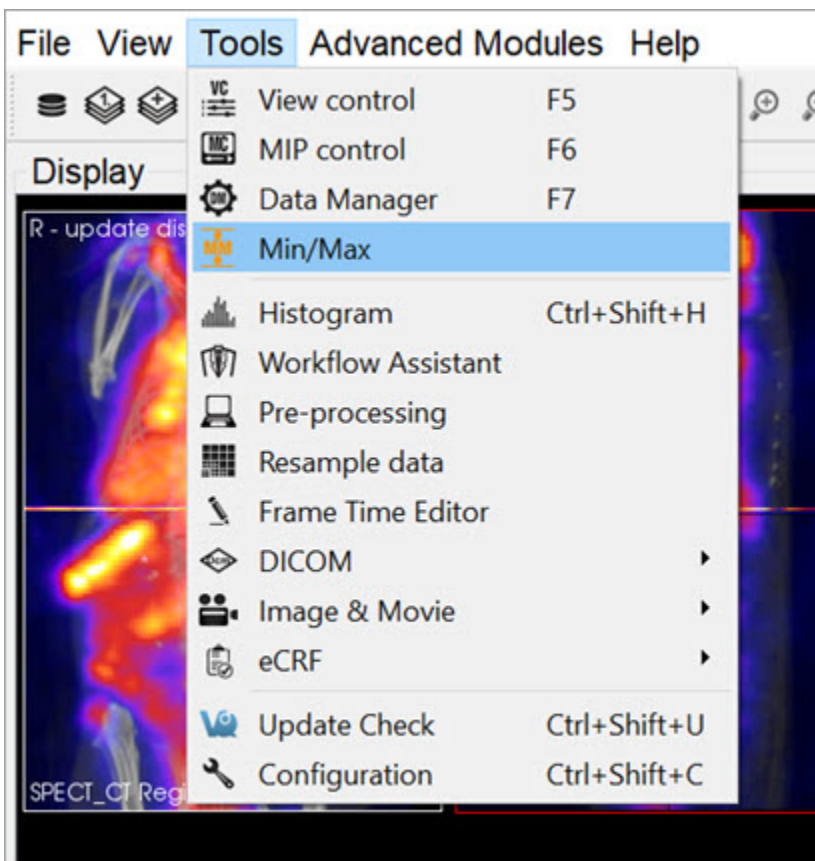 File View Tools Advanced Modules Help
VC View control F5
MC MIP control F6
Display
DM Data Manager F7
R - update dis
MM Min/Max
Histogram Ctrl+Shift+H
Workflow Assistant
Pre-processing
Resample data
Frame Time Editor
DICOM
Image & Movie
eCRF
Update Check Ctrl+Shift+U
Configuration Ctrl+Shift+C
SPECT_CT Regi